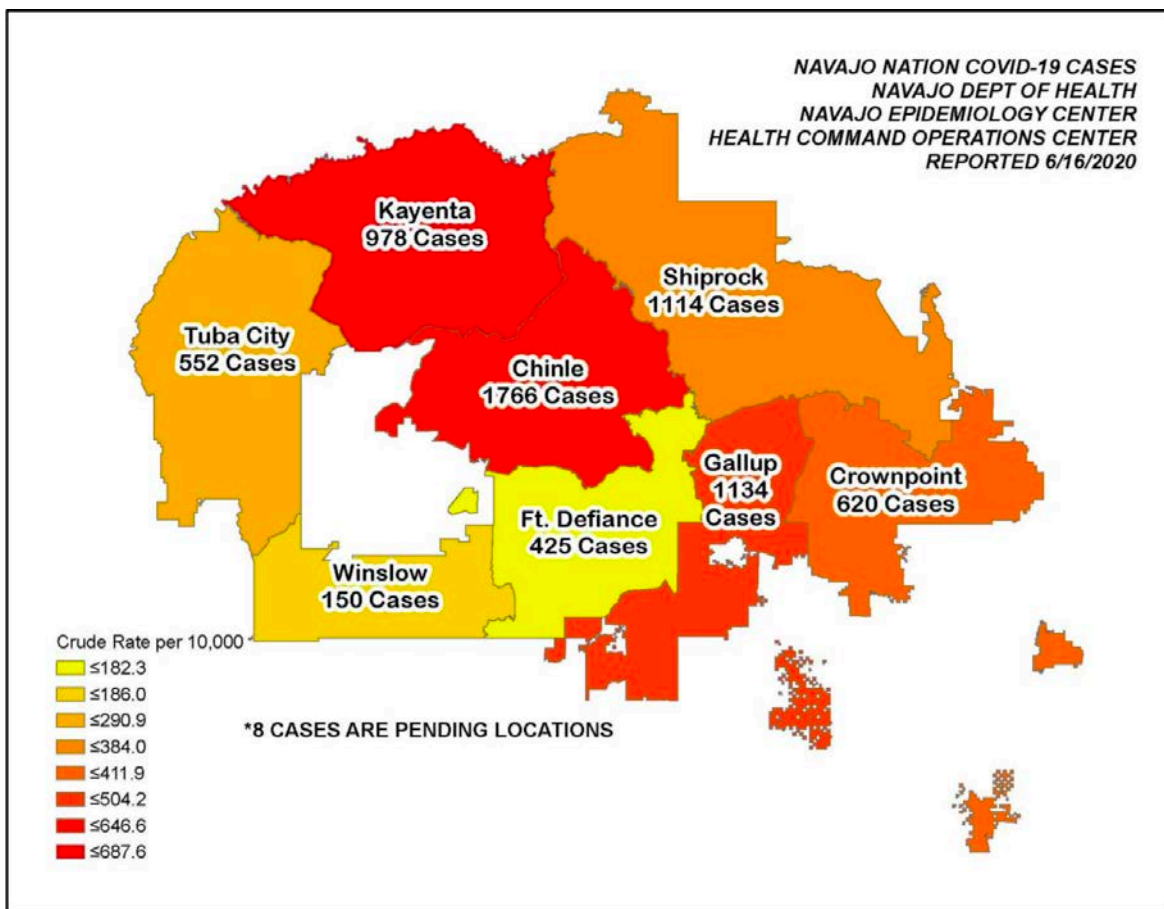 NAVAJO NATION COVID-19 CASES
NAVAJO DEPT OF HEALTH
NAVAJO EPIDEMIOLOGY CENTER
HEALTH COMMAND OPERATIONS CENTER
REPORTED 6/16/2020
Kayenta
978 Cases
Shiprock
1114 Cases
Tuba City
552 Cases
Chinle
1766 Cases
Gallup
1134
Cases
Crownpoint
620 Cases
Ft. Defiance
425 Cases
Winslow
150 Cases
Crude Rate per 10,000
≤182.3
≤186.0
≤290.9
≤384.0
≤411.9
≤504.2
≤646.6
≤687.6
*8 CASES ARE PENDING LOCATIONS